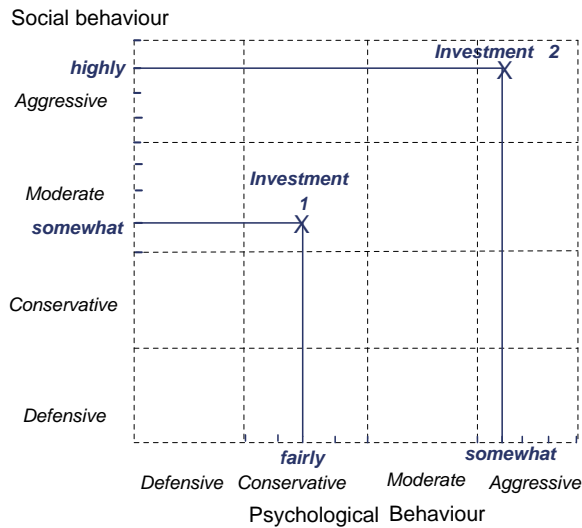 Social behaviour
Investment 2
highly
Aggressive
Investment
Moderate
1
X
somewhat
X
Conservative
Defensive
fairly
somewhat
Defensive Conservative Moderate Aggressive
Psychological Behaviour